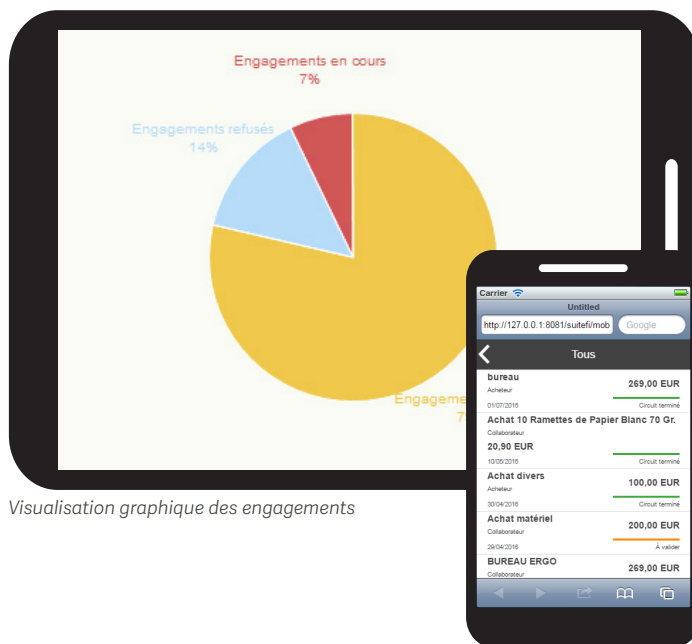 Engagements en cours
7%
Engagements refusés
14%
Engageme
7
Carrier
Untitled
http://127.0.0.1:8081/suitefi/mob
Google
Tous
bureau
269,00 EUR
Acheteur
01/07/2016
Circuit terminé
Achat 10 Ramettes de Papier Blanc 70 Gr.
Collaborateur
20,90 EUR
10/05/2016
Circuit terminé
Achat divers
100,00 EUR
Acheteur
30/04/2016
Circuit terminé
Achat matériel
200,00 EUR
Collaborateur
29/04/2016
À valider
BUREAU ERGO
269,00 EUR
Collaborateur
Visualisation graphique des engagements